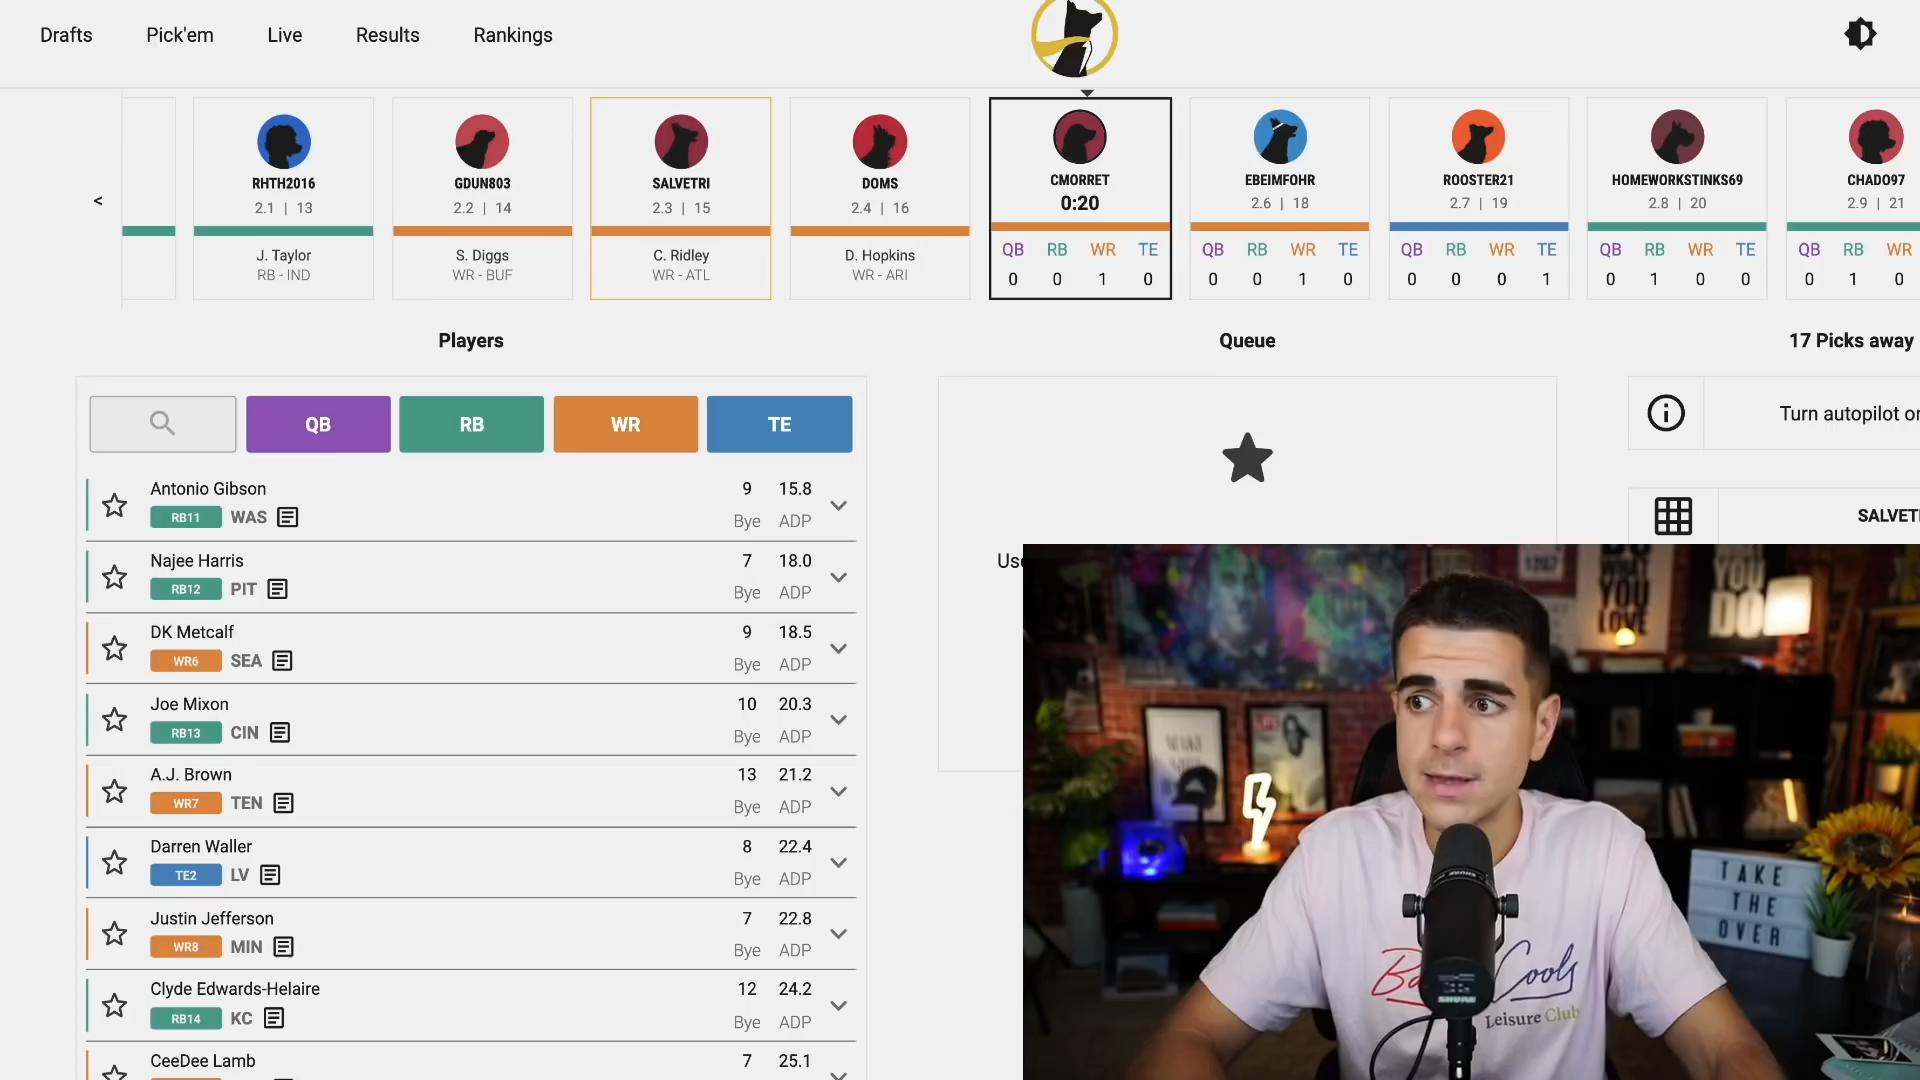 Drafts Pick'em Live Results Rankings
<
RHTH2016
2.1 | 13
J. Taylor
RB - IND
GDUN803
2.2 | 14
S. Diggs
WR - BUF
SALVETRI
2.3 | 15
C. Ridley
WR - ATL
DOMS
2.4 | 16
D. Hopkins
WR - ARI
CMORRET
0:20
QB RB WR TE
0 0 1 0
EBEIMFOHR
2.6 | 18
QB RB WR TE
0 0 1 0
ROOSTER21
2.7 | 19
QB RB WR TE
0 0 0 1
HOMEWORKSTINKS69
2.8 | 20
QB RB WR TE
0 1 0 0
CHADO97
2.9 | 21
QB RB WR
0 1 0
Players
QB RB WR TE
Antonio Gibson 9 15.8
RB11 WAS Bye ADP
Najee Harris 7 18.0
RB12 PIT Bye ADP
DK Metcalf 9 18.5
WR6 SEA Bye ADP
Joe Mixon 10 20.3
RB13 CIN Bye ADP
A.J. Brown 13 21.2
WR7 TEN Bye ADP
Darren Waller 8 22.4
TE2 LV Bye ADP
Justin Jefferson 7 22.8
WR8 MIN Bye ADP
Clyde Edwards-Helaire 12 24.2
RB14 KC Bye ADP
CeeDee Lamb 7 25.1
Queue
17 Picks away
Turn autopilot
WHAT
YOU
LOVE
YOU
DO
TAKE
THE
OVER
Cools
Leisure Club
SHURE